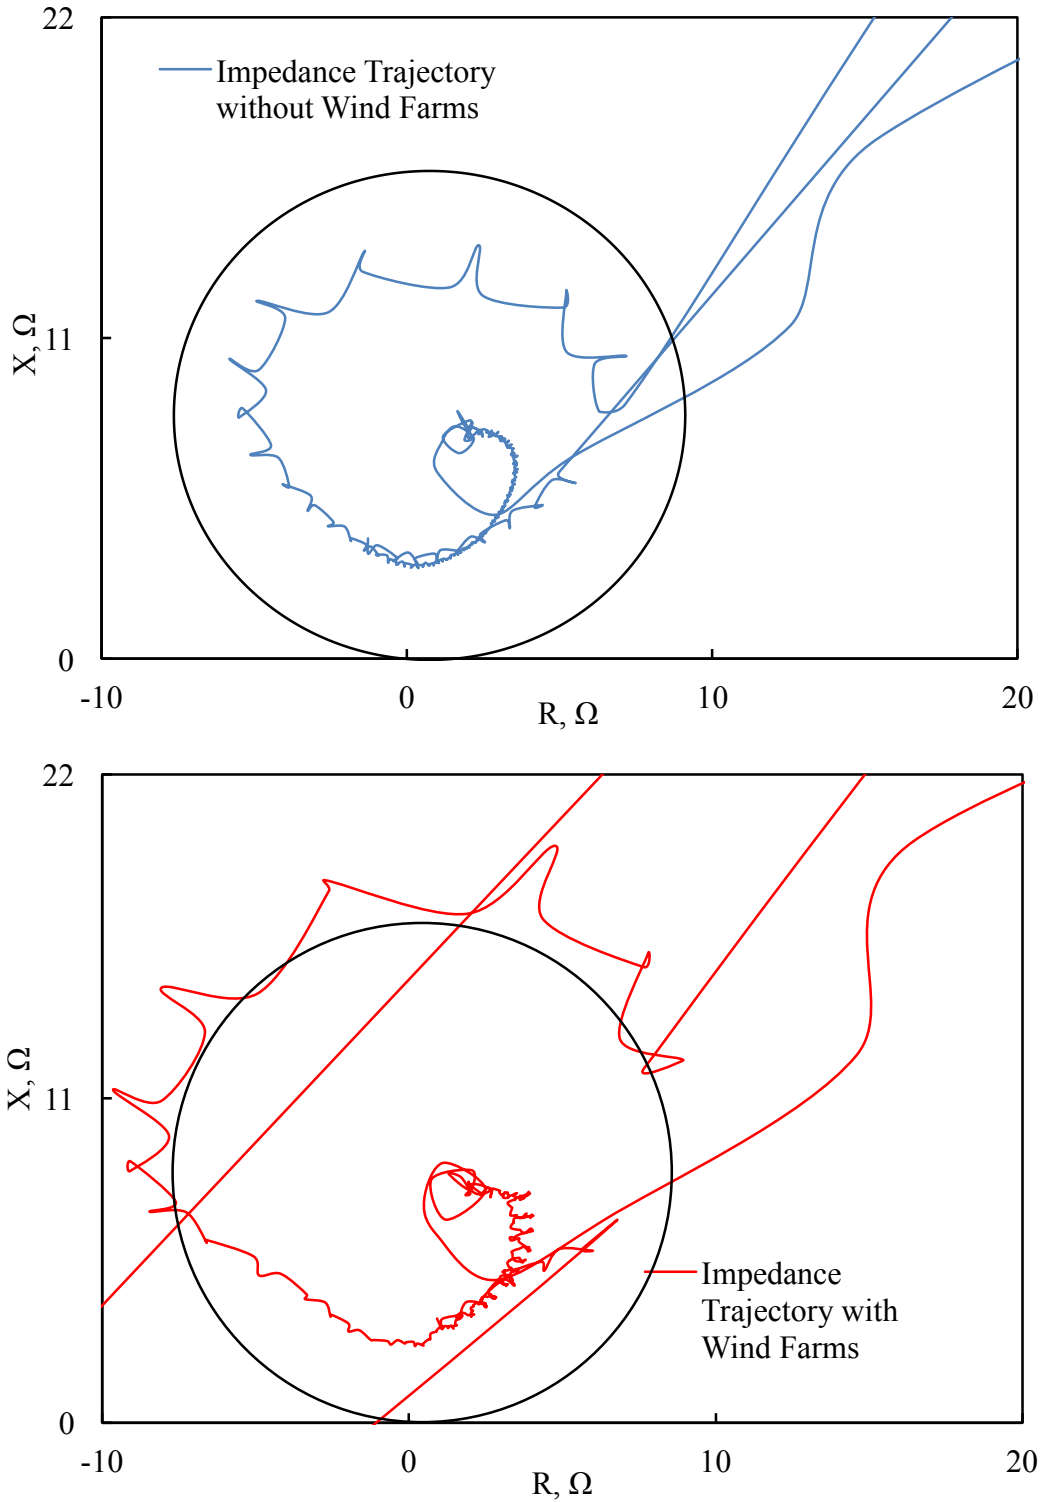 22
Impedance Trajectory
without Wind Farms
X, Ω
11
0
-10
0
10
20
R, Ω
22
X, Ω
11
Impedance
Trajectory with
Wind Farms
0
-10
0
10
20
R, Ω